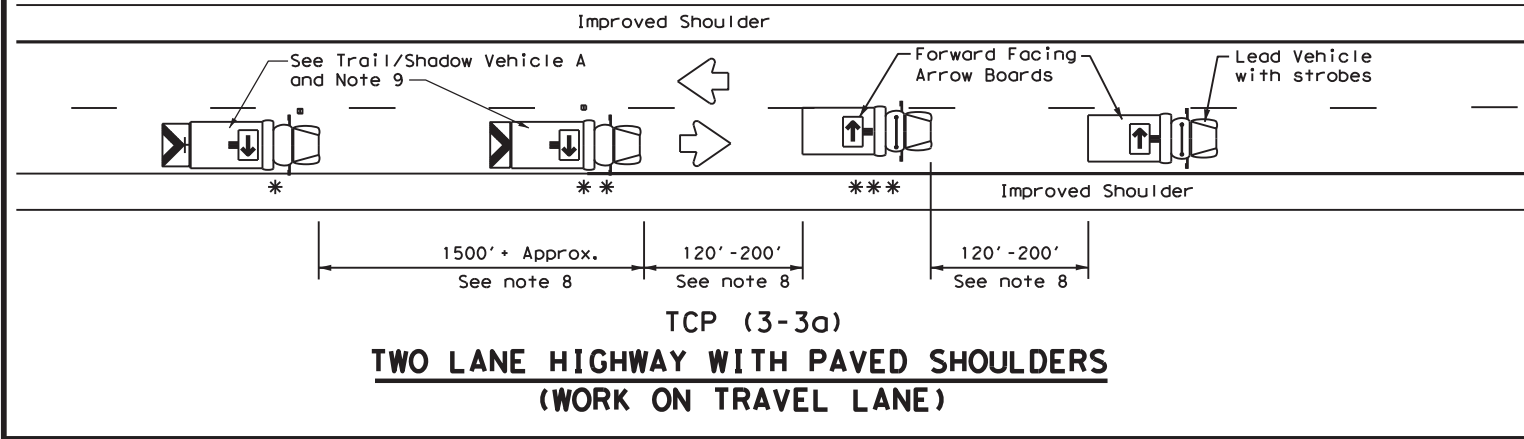 Improved Shoulder
See Trail/Shadow Vehicle A
and Note 9
Forward Facing
Arrow Boards
Lead Vehicle
with strobes
*
* *
***
Improved Shoulder
1500'+ Approx.
See note 8
120'-200'
See note 8
120'-200'
See note 8
TCP (3-3a)
TWO LANE HIGHWAY WITH PAVED SHOULDERS
(WORK ON TRAVEL LANE)